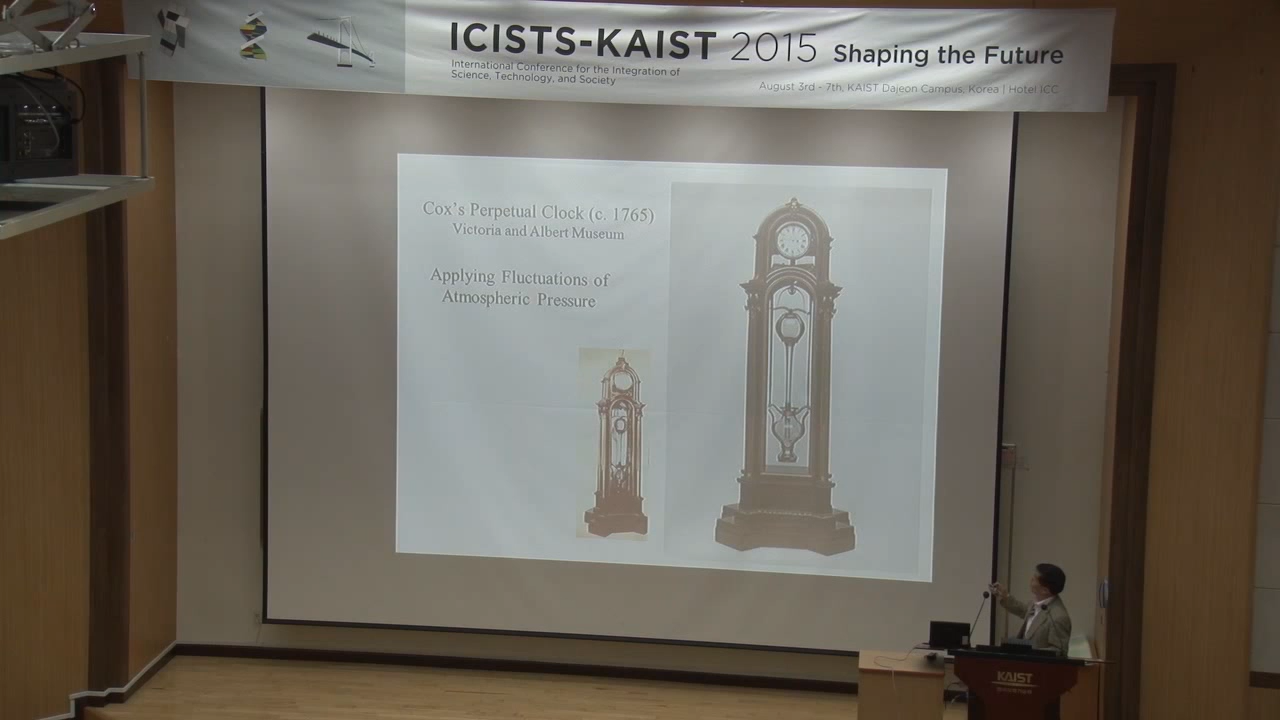 ICISTS-KAIST 2015 Shaping the Future
International Conference for the Integration of
Science, Technology, and Society
August 3rd - 7th, KAIST Dajeon Campus, Korea | Hotel ICC
Cox's Perpetual Clock (c. 1765)
Victoria and Albert Museum
Applying Fluctuations of
Atmospheric Pressure
KAIST